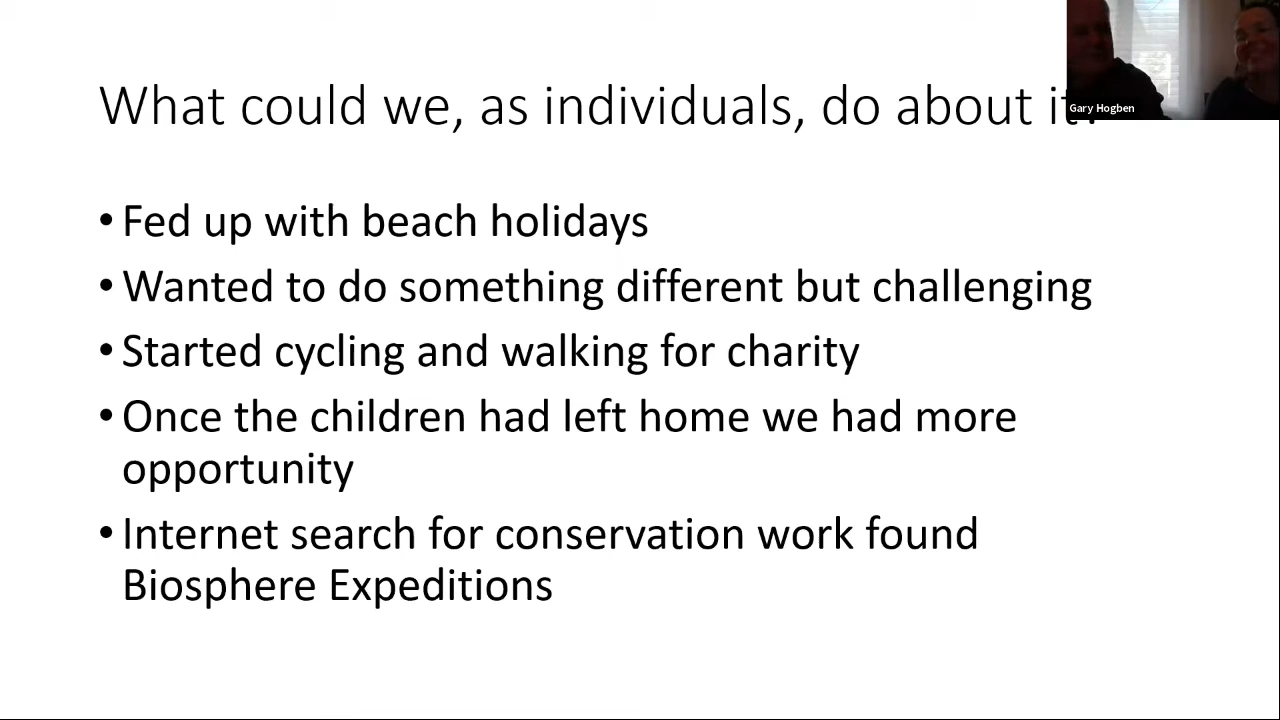 What could we, as individuals, do about it?
Gary Hogben
• Fed up with beach holidays
• Wanted to do something different but challenging
• Started cycling and walking for charity
• Once the children had left home we had more
opportunity
• Internet search for conservation work found
Biosphere Expeditions